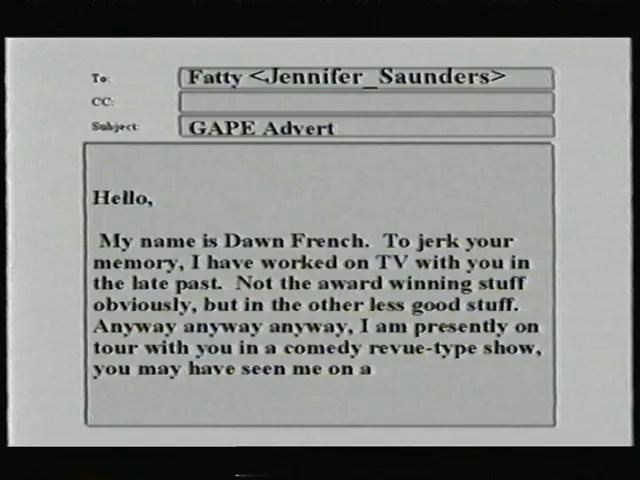 To: Fatty <Jennifer_Saunders>
CC:
Subject: GAPE Advert
Hello,
My name is Dawn French. To jerk your
memory, I have worked on TV with you in
the late past. Not the award winning stuff
obviously, but in the other less good stuff.
Anyway anyway anyway, I am presently on
tour with you in a comedy revue-type show,
you may have seen me on a